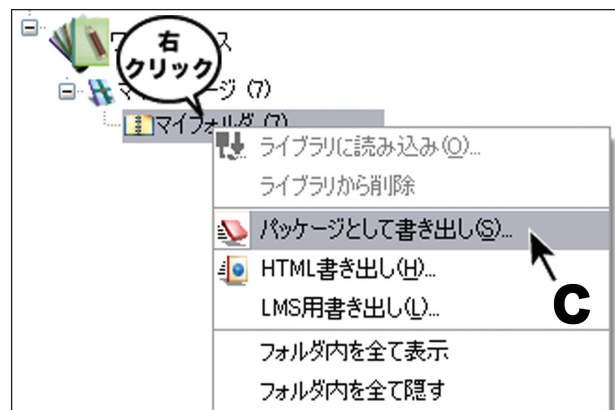 ス
右
クリック
ージ (7)
マイフォルダ (7)
ライブラリに読み込み(O)...
ライブラリから削除
パッケージとして書き出し(S)...
HTML書き出し(H)...
LMS用書き出し(L)...
フォルダ内を全て表示
フォルダ内を全て隠す
C